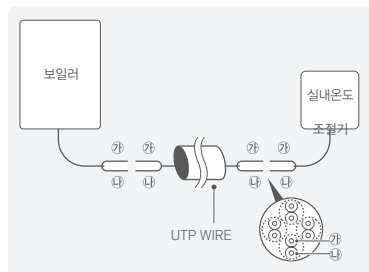 보일러
실내온도
조절기
㉮ ㉮ ㉮ ㉮
㉯ ㉯ ㉯ ㉯
UTP WIRE
㉮
㉯